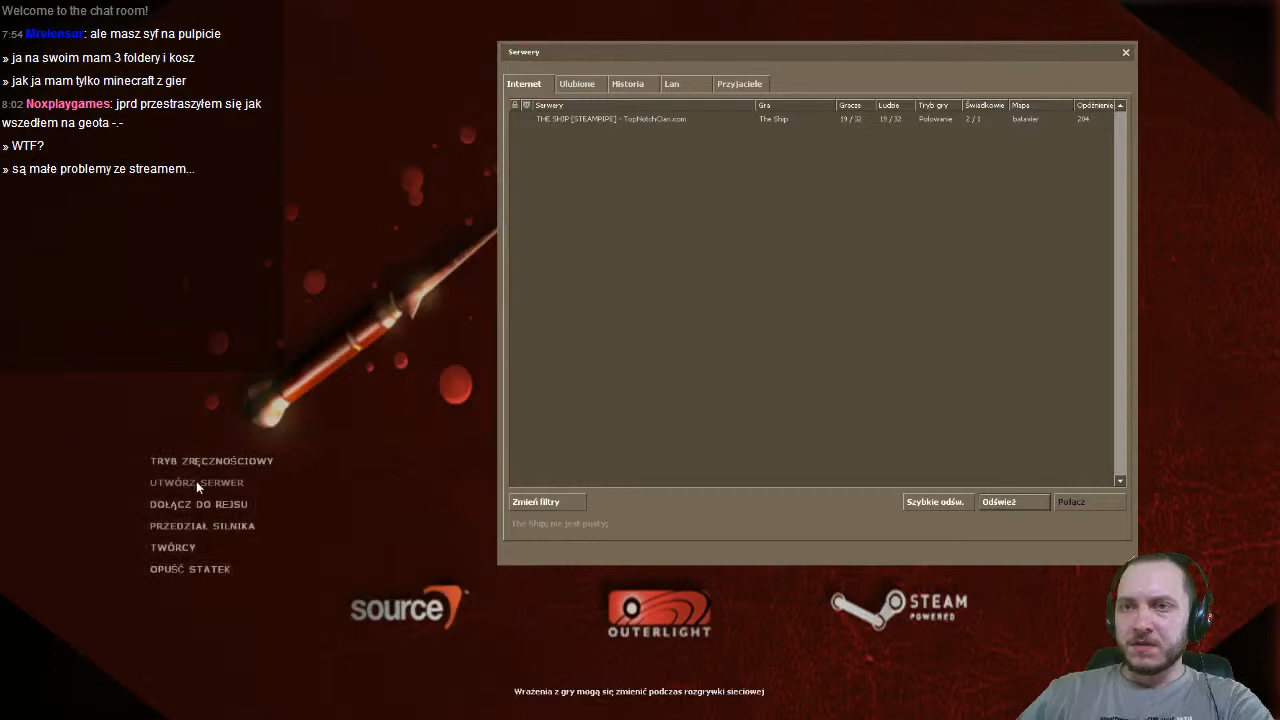 Welcome to the chat room!
7:54 Mrelensar: ale masz syf na pulpicie
» ja na swoim mam 3 foldery i kosz
» jak ja mam tylko minecraft z gier
8:02 Noxplaygames: jprd przestraszyłem się jak
wszedłem na geota -.-
» WTF?
» są małe problemy ze streamem...
Serwery
Internet Ulubione Historia Lan Przyjaciele
Serwery Gra Gracze Ludzie Tryb gry Świadkowie Mapa Opóźnienie
THE SHIP [STEAMPIPE] - TopNotchClan.com The Ship 19 / 32 19 / 32 Polowanie 2 / 1 batavier 204
TRYB ZRĘCZNOŚCIOWY
UTWÓRZ SERWER
DOŁĄCZ DO REJSU
PRZEDZIAŁ SILNIKA
TWÓRCY
OPUŚĆ STATEK
Zmień filtry Szybkie odśw. Odśwież Połącz
The Ship; nie jest pusty;
source
OUTERLIGHT
STEAM
POWERED
Wrażenia z gry mogą się zmienić podczas rozgrywki sieciowej